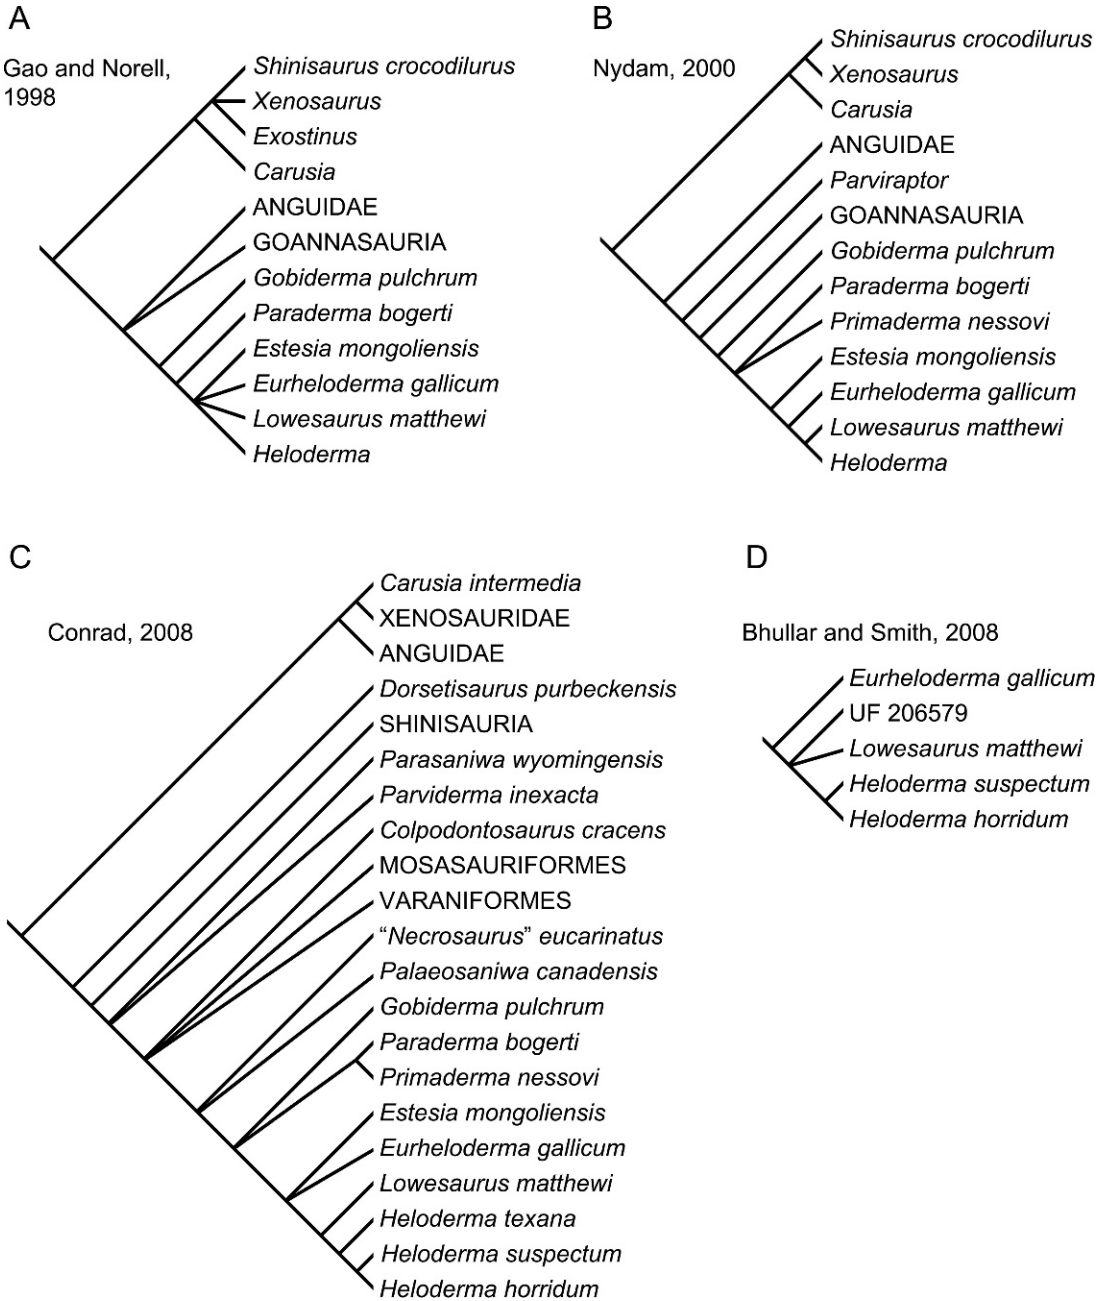 A
Gao and Norell,
1998
Shinisaurus crocodilurus
Xenosaurus
Exostinus
Carusia
ANGUIDAE
GOANNASAURIA
Gobiderma pulchrum
Paraderma bogerti
Estesia mongoliensis
Eurheloderma gallicum
Lowesaurus matthewi
Heloderma
B
Nydam, 2000
Shinisaurus crocodilurus
Xenosaurus
Carusia
ANGUIDAE
Parviraptor
GOANNASAURIA
Gobiderma pulchrum
Paraderma bogerti
Primaderma nessovi
Estesia mongoliensis
Eurheloderma gallicum
Lowesaurus matthewi
Heloderma
C
Conrad, 2008
Carusia intermedia
XENOSAURIDAE
ANGUIDAE
Dorsetisaurus purbeckensis
SHINISAURIA
Parasaniwa wyomingensis
Parviderma inexacta
Colpodontosaurus cracens
MOSASAURIFORMES
VARANIFORMES
“Necrosaurus” eucarinatus
Palaeosaniwa canadensis
Gobiderma pulchrum
Paraderma bogerti
Primaderma nessovi
Estesia mongoliensis
Eurheloderma gallicum
Lowesaurus matthewi
Heloderma texana
Heloderma suspectum
Heloderma horridum
D
Bhullar and Smith, 2008
Eurheloderma gallicum
UF 206579
Lowesaurus matthewi
Heloderma suspectum
Heloderma horridum